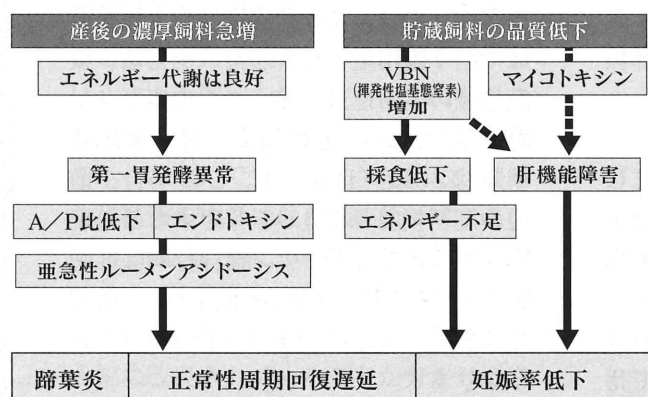 産後の濃厚飼料急増
エネルギー代謝は良好
第一胃発酵異常
A/P比低下
エンドトキシン
亜急性ルーメンアシドーシス
貯蔵飼料の品質低下
VBN
(揮発性塩基態窒素)
増加
マイコトキシン
採食低下
肝機能障害
エネルギー不足
蹄葉炎
正常性周期回復遅延
妊娠率低下